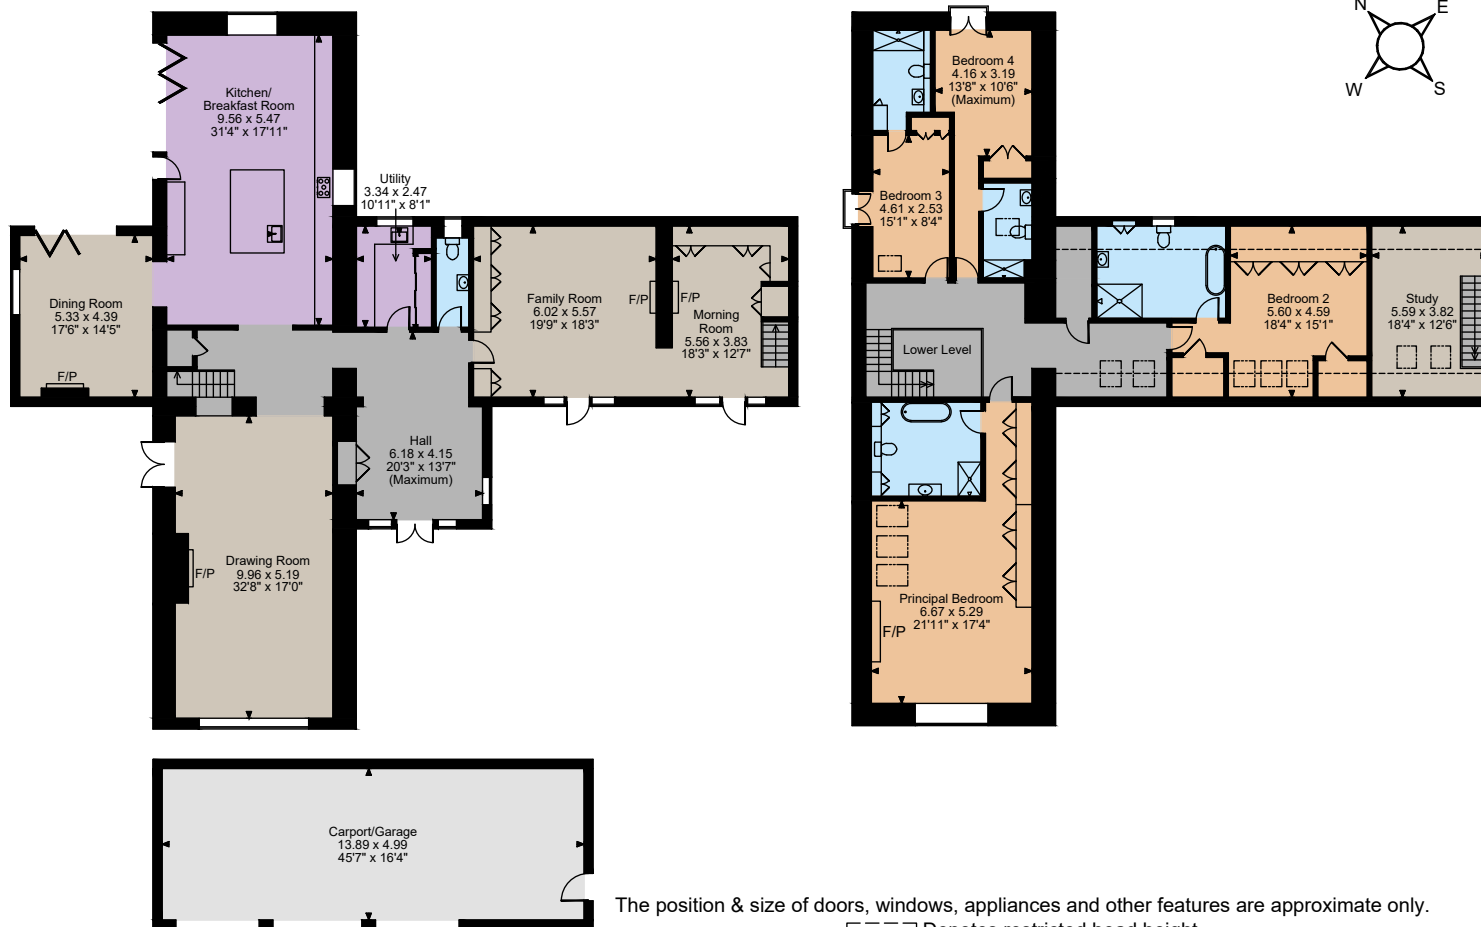 Kitchen/
Breakfast Room
9.56 x 5.47
31'4" x 17'11"
Utility
3.34 x 2.47
10'11" x 8'1"
Dining Room
5.33 x 4.39
17'6" x 14'5"
F/P
Family Room
6.02 x 5.57
19'9" x 18'3"
F/P
F/P
Morning
Room
5.56 x 3.83
18'3" x 12'7"
Hall
6.18 x 4.15
20'3" x 13'7"
(Maximum)
Drawing Room
9.96 x 5.19
32'8" x 17'0"
F/P
Carport/Garage
13.89 x 4.99
45'7" x 16'4"
Bedroom 4
4.16 x 3.19
13'8" x 10'6"
(Maximum)
Bedroom 3
4.61 x 2.53
15'1" x 8'4"
Lower Level
Bedroom 2
5.60 x 4.59
18'4" x 15'1"
Study
5.59 x 3.82
18'4" x 12'6"
Principal Bedroom
6.67 x 5.29
21'11" x 17'4"
F/P
N
E
W
S
The position & size of doors, windows, appliances and other features are approximate only.
Denotes restricted head height